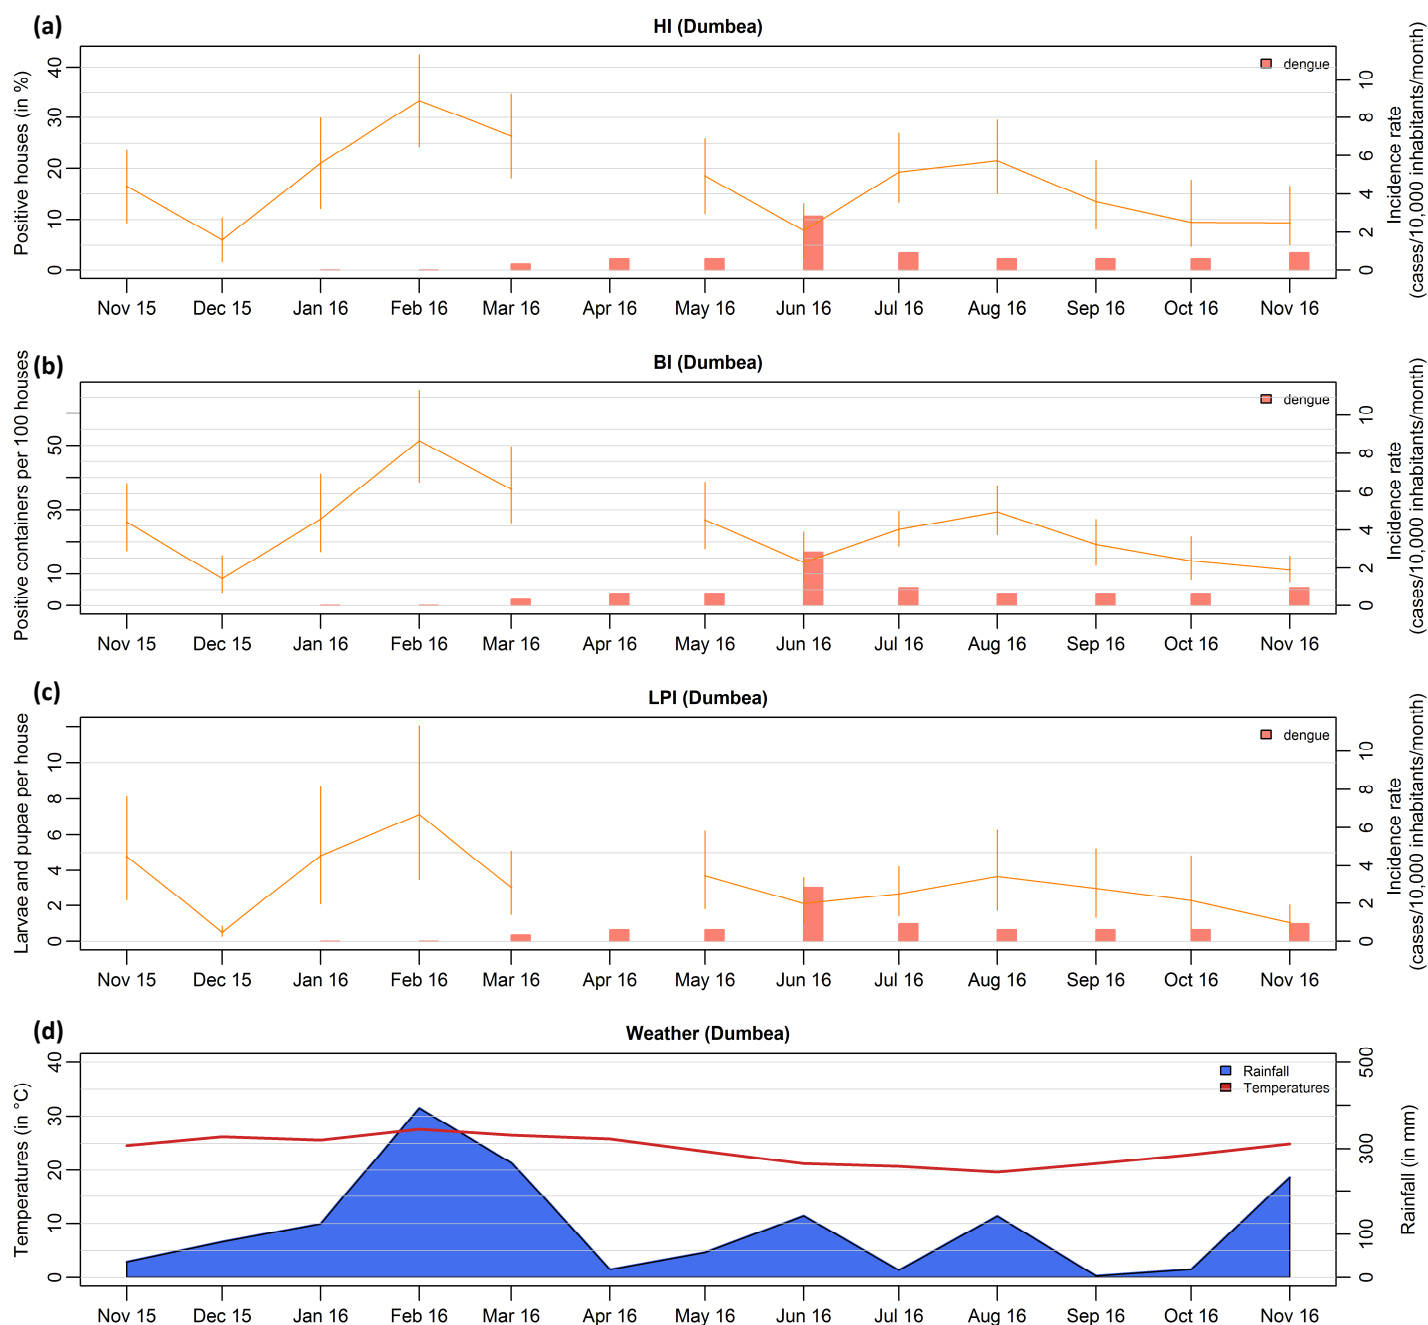 (a)
HI (Dumbea)
Positive houses (in %)
0 10 20 30 40
dengue
0 2 4 6 8 10
Incidence rate
(cases/10,000 inhabitants/month)
Nov 15 Dec 15 Jan 16 Feb 16 Mar 16 Apr 16 May 16 Jun 16 Jul 16 Aug 16 Sep 16 Oct 16 Nov 16
(b)
BI (Dumbea)
Positive containers per 100 houses
0 10 30 50
dengue
0 2 4 6 8 10
Incidence rate
(cases/10,000 inhabitants/month)
Nov 15 Dec 15 Jan 16 Feb 16 Mar 16 Apr 16 May 16 Jun 16 Jul 16 Aug 16 Sep 16 Oct 16 Nov 16
(c)
LPI (Dumbea)
Larvae and pupae per house
0 2 4 6 8 10
dengue
0 2 4 6 8 10
Incidence rate
(cases/10,000 inhabitants/month)
Nov 15 Dec 15 Jan 16 Feb 16 Mar 16 Apr 16 May 16 Jun 16 Jul 16 Aug 16 Sep 16 Oct 16 Nov 16
(d)
Weather (Dumbea)
Temperatures (in °C)
0 10 20 30 40
Rainfall
Temperatures
0 100 300 500
Rainfall (in mm)
Nov 15 Dec 15 Jan 16 Feb 16 Mar 16 Apr 16 May 16 Jun 16 Jul 16 Aug 16 Sep 16 Oct 16 Nov 16